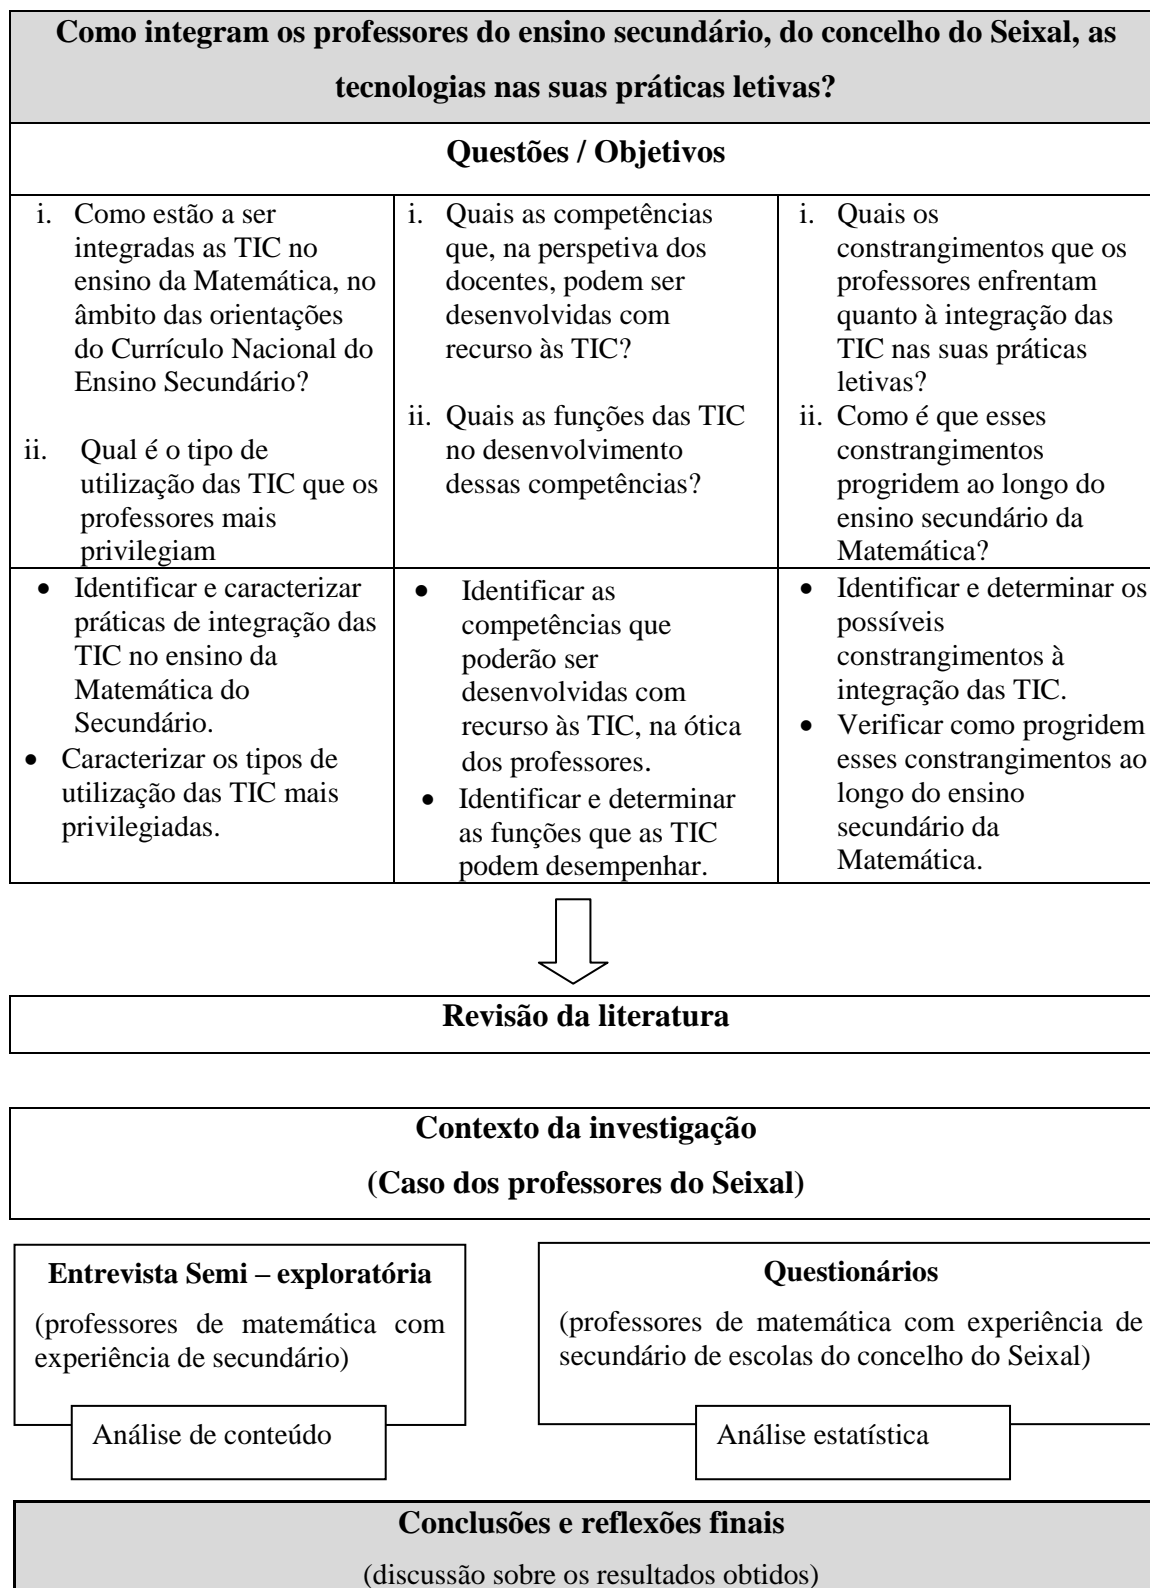 Como integram os professores do ensino secundário, do concelho do Seixal, as
tecnologias nas suas práticas letivas?
Questões / Objetivos
i. Como estão a ser
integradas as TIC no
ensino da Matemática, no
âmbito das orientações
do Currículo Nacional do
Ensino Secundário?
ii. Qual é o tipo de
utilização das TIC que os
professores mais
privilegiam
i. Quais as competências
que, na perspetiva dos
docentes, podem ser
desenvolvidas com
recurso às TIC?
ii. Quais as funções das TIC
no desenvolvimento
dessas competências?
i. Quais os
constrangimentos que os
professores enfrentam
quanto à integração das
TIC nas suas práticas
letivas?
ii. Como é que esses
constrangimentos
progridem ao longo do
ensino secundário da
Matemática?
• Identificar e caracterizar
práticas de integração das
TIC no ensino da
Matemática do
Secundário.
• Caracterizar os tipos de
utilização das TIC mais
privilegiadas.
• Identificar as
competências que
poderão ser
desenvolvidas com
recurso às TIC, na ótica
dos professores.
• Identificar e determinar
as funções que as TIC
podem desempenhar.
• Identificar e determinar os
possíveis
constrangimentos à
integração das TIC.
• Verificar como progridem
esses constrangimentos ao
longo do ensino
secundário da
Matemática.
Revisão da literatura
Contexto da investigação
(Caso dos professores do Seixal)
Entrevista Semi – exploratória
(professores de matemática com
experiência de secundário)
Análise de conteúdo
Questionários
(professores de matemática com experiência de
secundário de escolas do concelho do Seixal)
Análise estatística
Conclusões e reflexões finais
(discussão sobre os resultados obtidos)